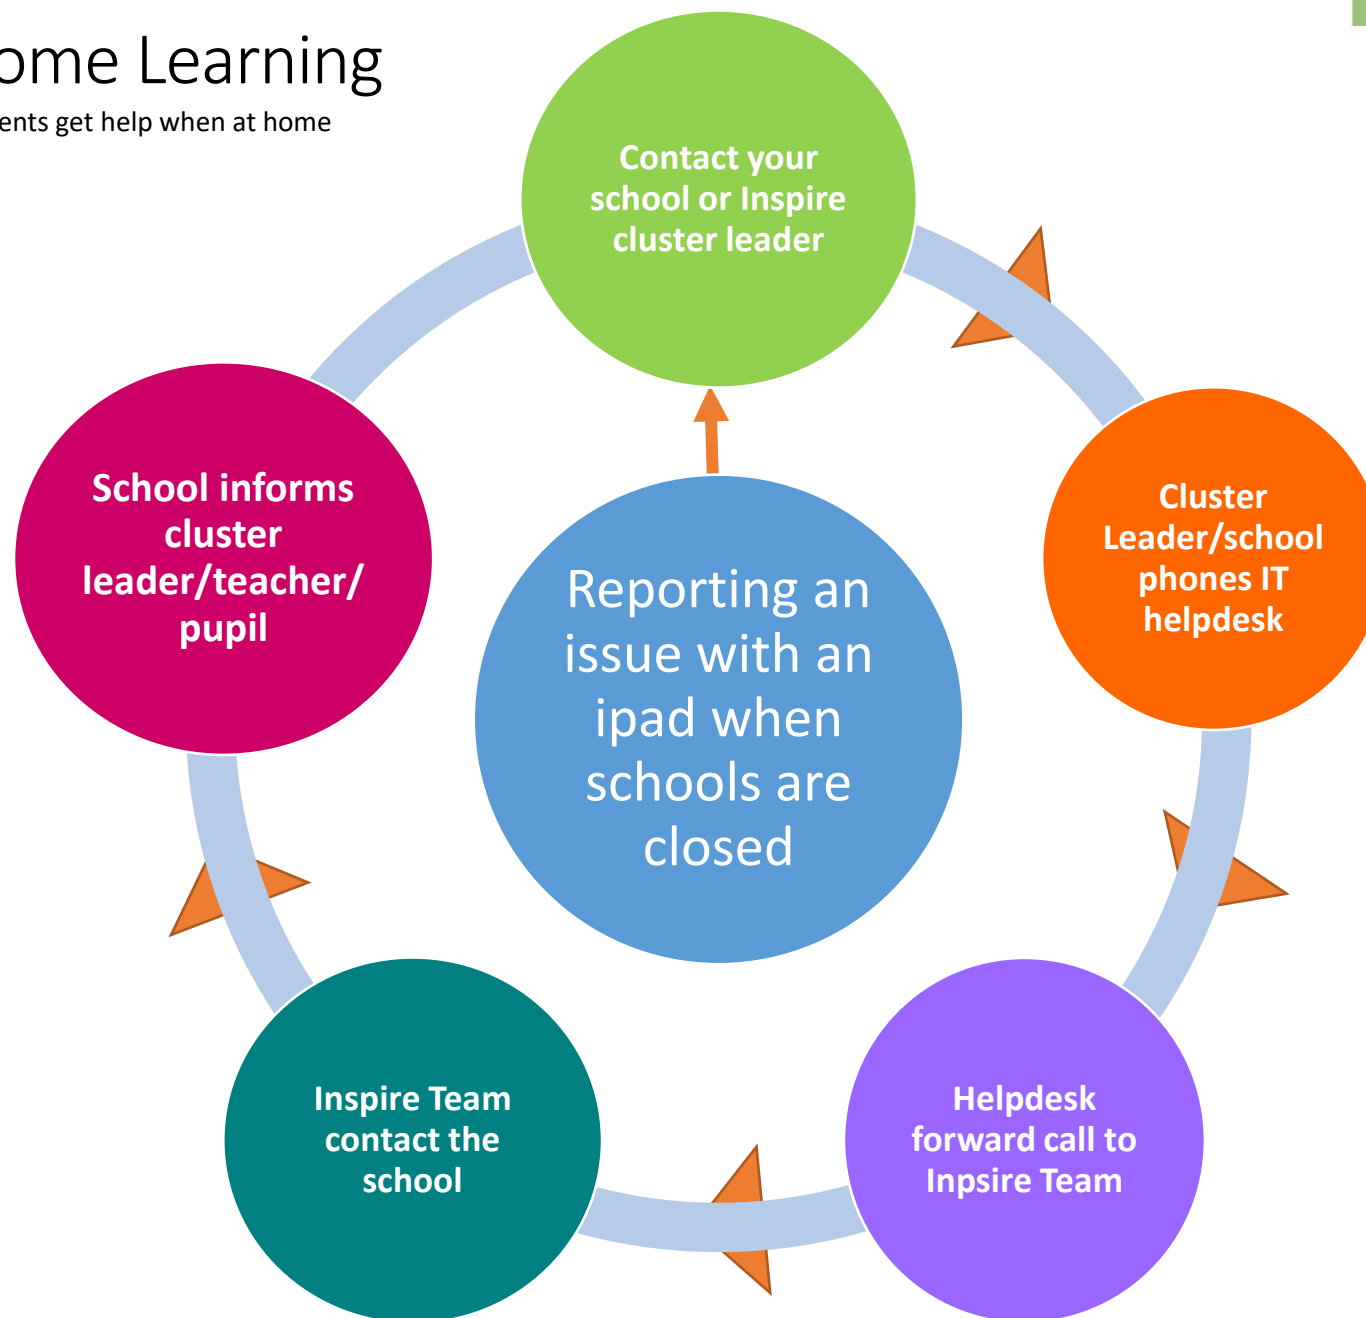 ome Learning
ents get help when at home
Contact your
school or Inspire
cluster leader
Cluster
Leader/school
phones IT
helpdesk
Helpdesk
forward call to
Inpsire Team
Inspire Team
contact the
school
School informs
cluster
leader/teacher/
pupil
Reporting an
issue with an
ipad when
schools are
closed